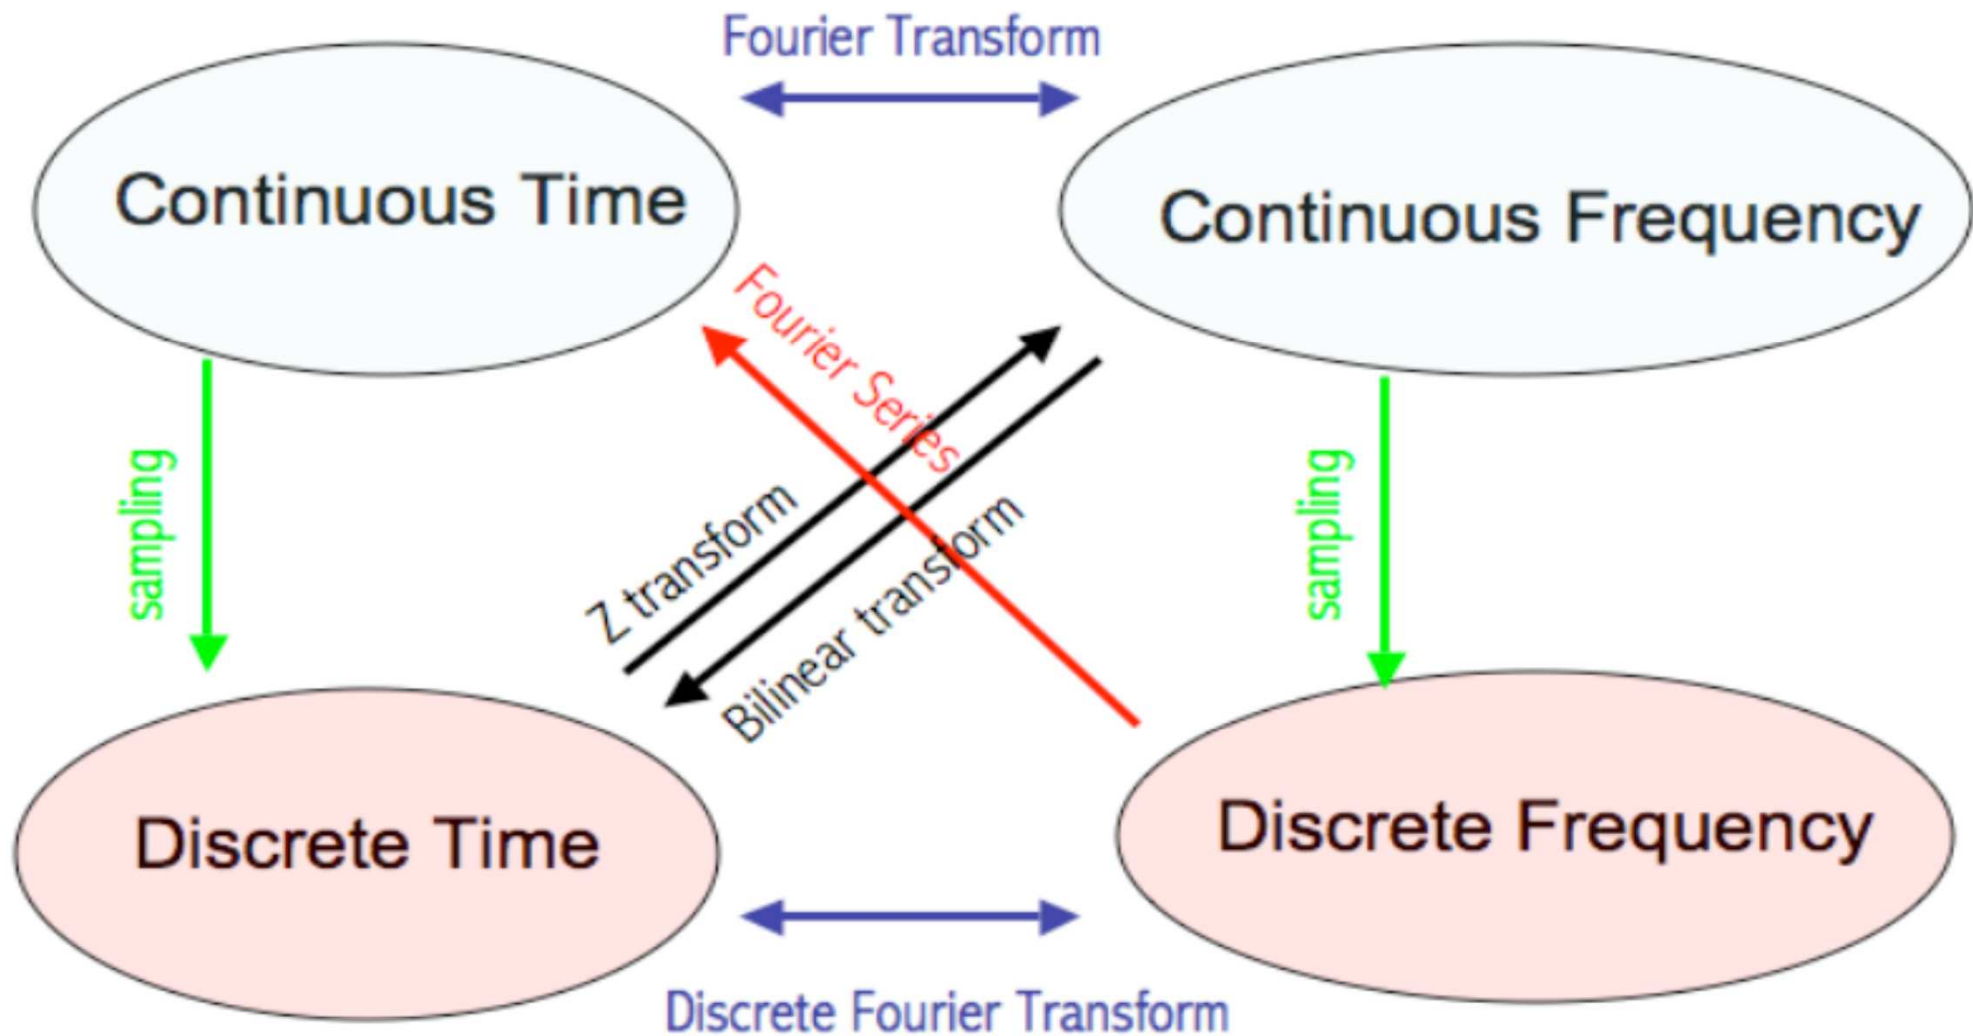 Fourier Transform
Continuous Time
Continuous Frequency
Fourier Series
sampling
Z transform
Bilinear transform
sampling
Discrete Time
Discrete Frequency
Discrete Fourier Transform